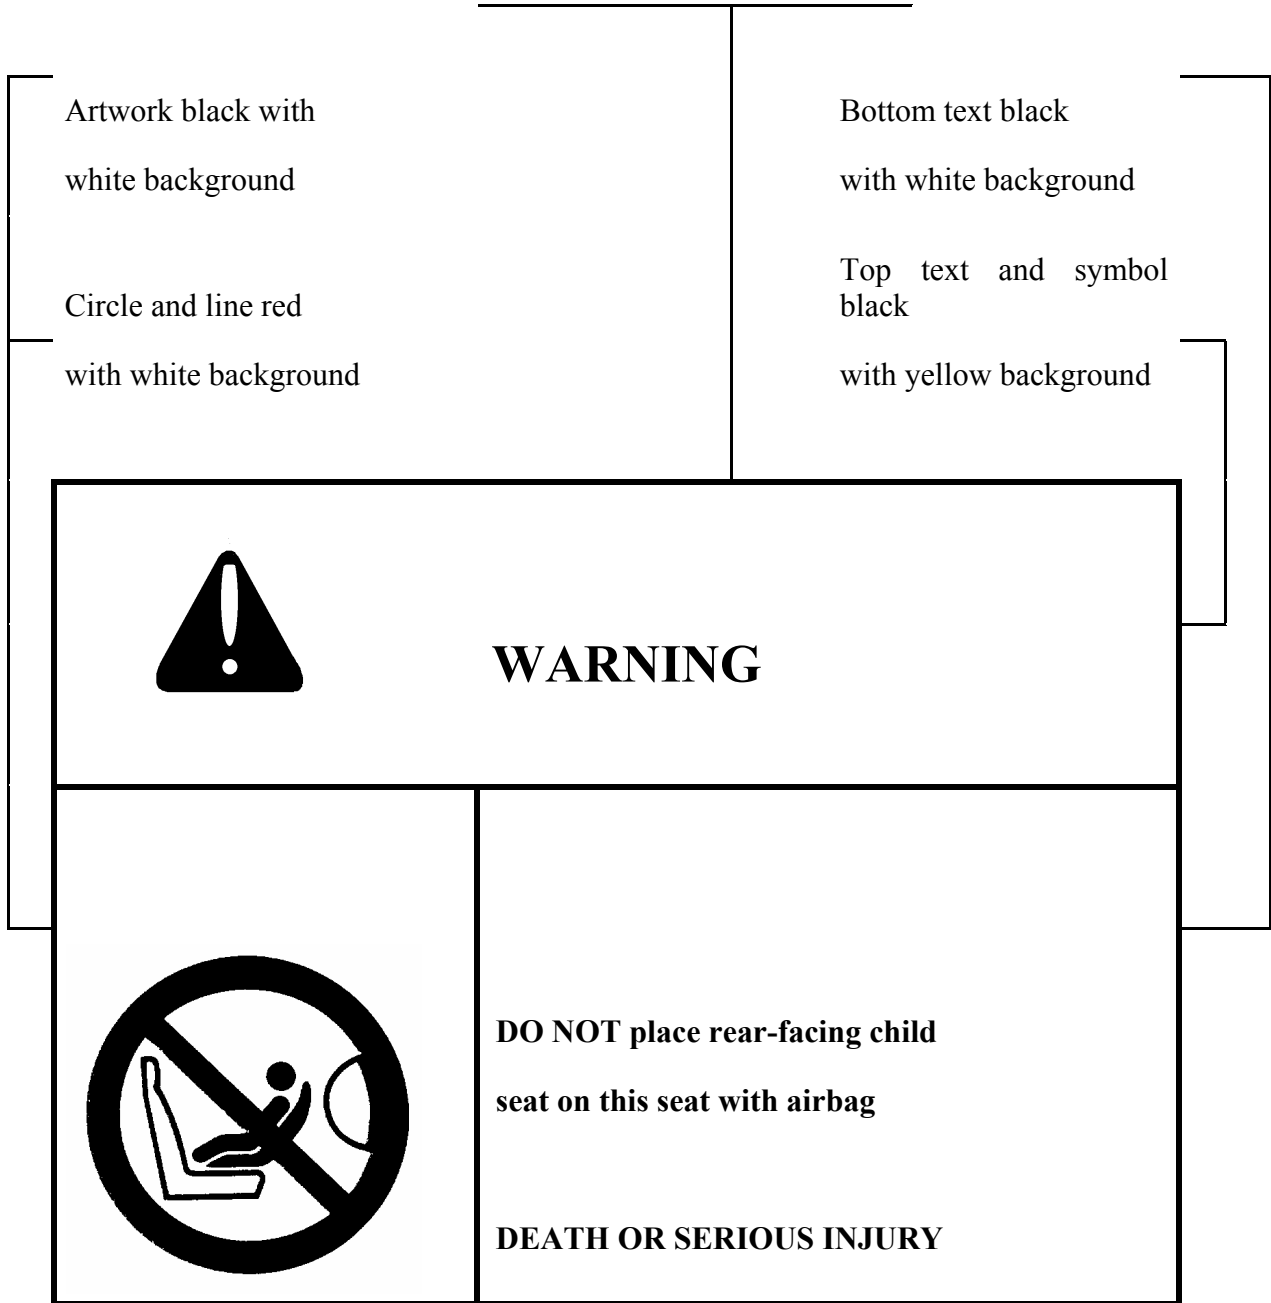 Artwork black with
white background
Circle and line red
with white background
Bottom text black
with white background
Top text and symbol
black
with yellow background
WARNING
DO NOT place rear-facing child
seat on this seat with airbag
DEATH OR SERIOUS INJURY